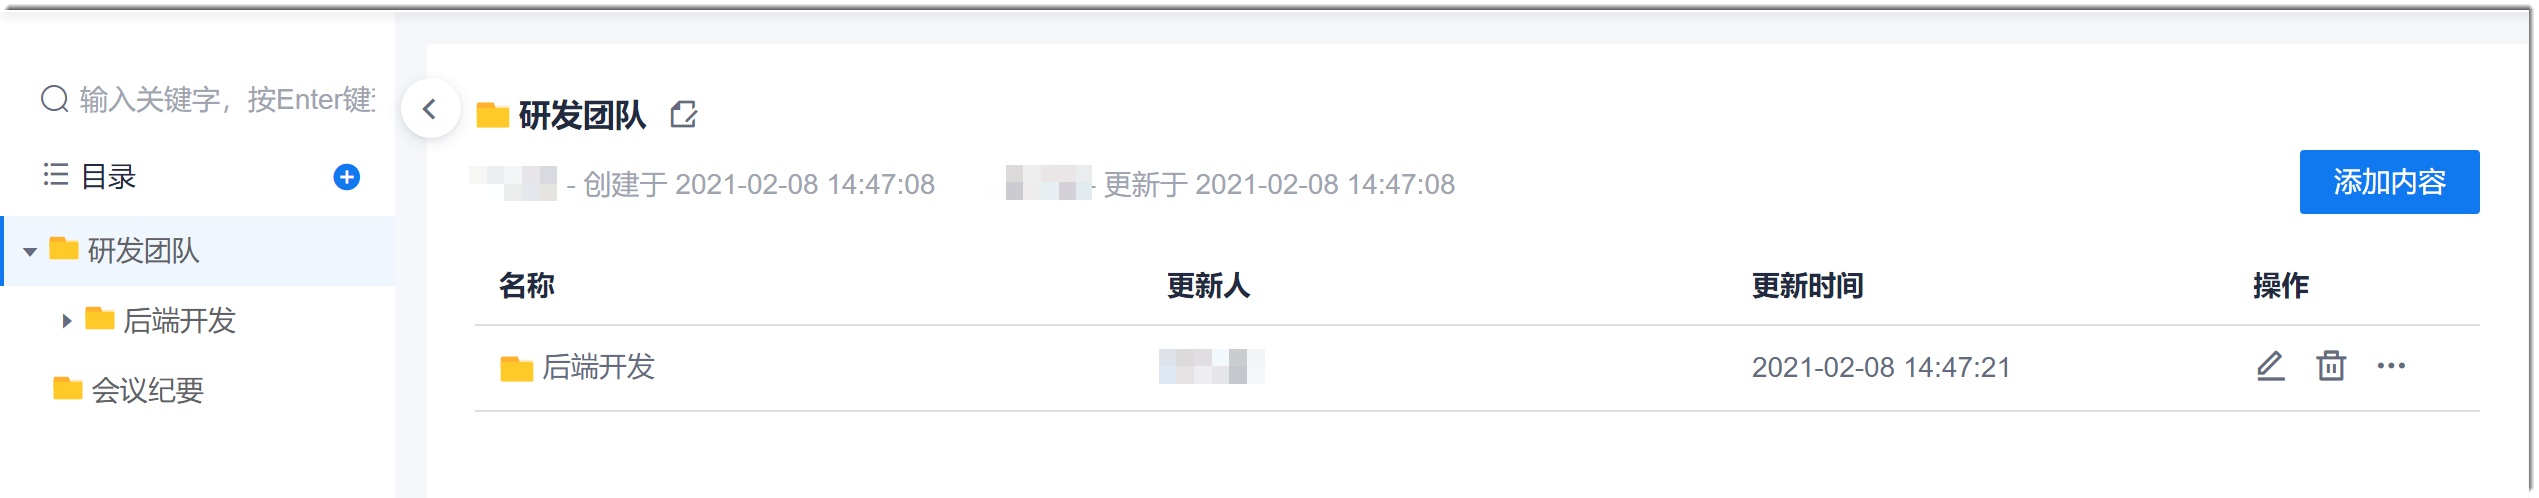 输入关键字，按Enter键
目录
研发团队
后端开发
会议纪要
研发团队
- 创建于 2021-02-08 14:47:08
- 更新于 2021-02-08 14:47:08
添加内容
名称 更新人 更新时间 操作
后端开发 2021-02-08 14:47:21